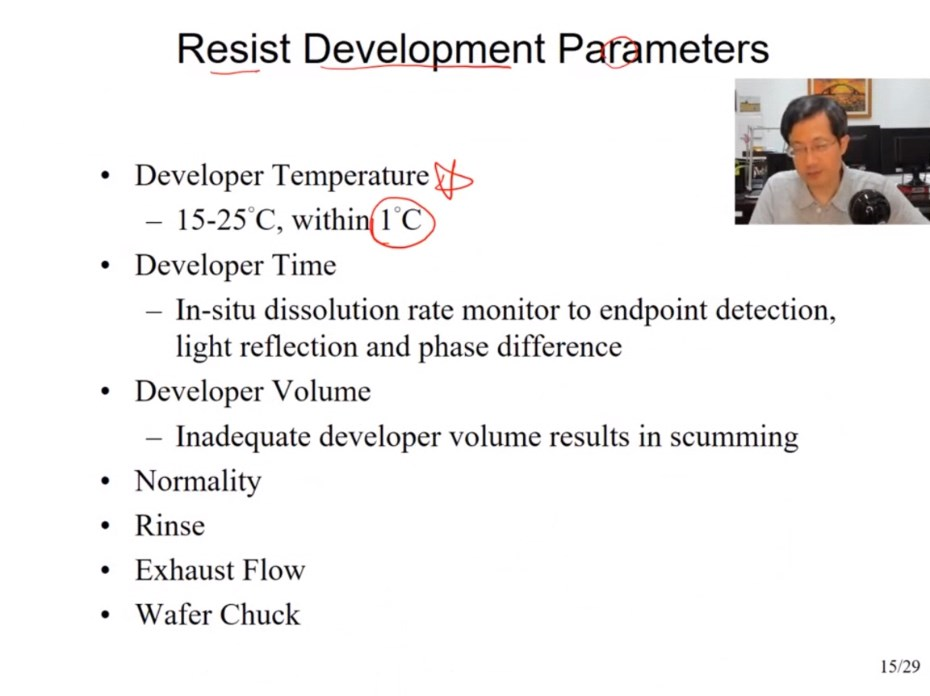 Resist Development Parameters
• Developer Temperature
– 15-25°C, within 1°C
• Developer Time
– In-situ dissolution rate monitor to endpoint detection,
light reflection and phase difference
• Developer Volume
– Inadequate developer volume results in scumming
• Normality
• Rinse
• Exhaust Flow
• Wafer Chuck
15/29